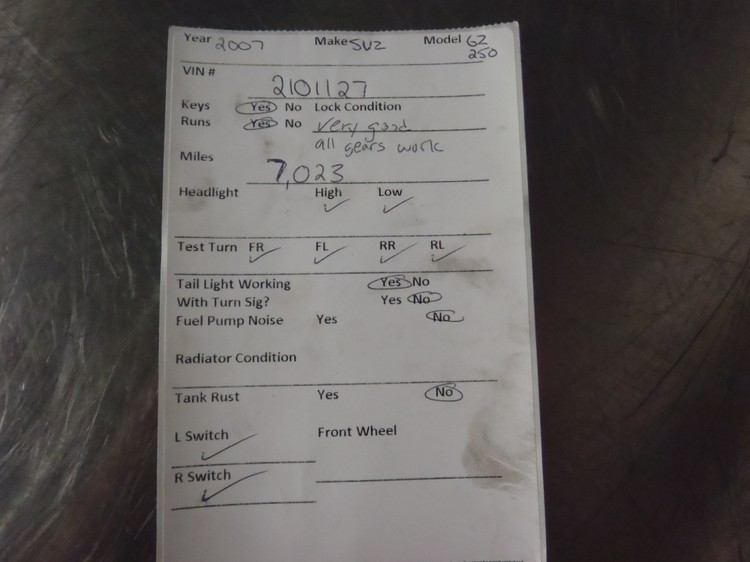 Year 2007 Make SUZ Model GZ
250
VIN # 2101127
Keys Yes No Lock Condition
Runs Yes No Very good
all gears work
Miles 7,023
Headlight High Low
Test Turn FR FL RR RL
Tail Light Working Yes No
With Turn Sig? Yes No
Fuel Pump Noise Yes No
Radiator Condition
Tank Rust Yes No
L Switch Front Wheel
R Switch